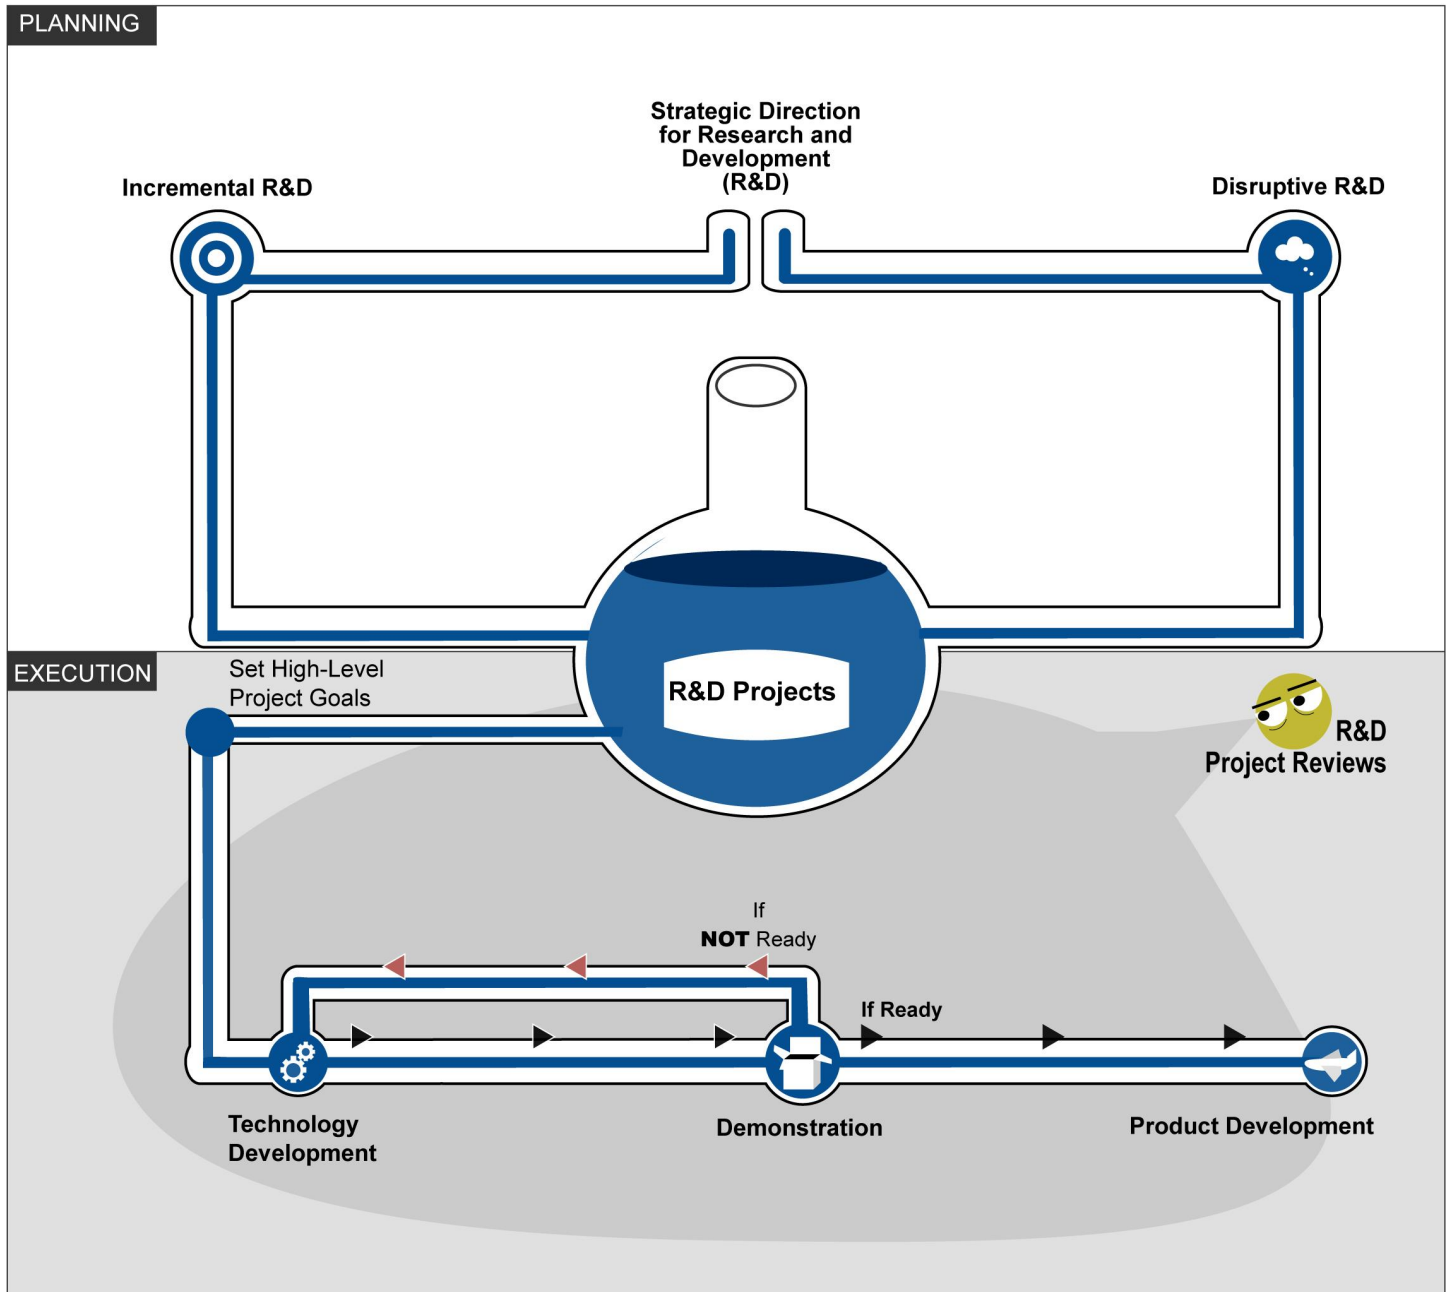 PLANNING
Strategic Direction
for Research and
Development
(R&D)
Incremental R&D
Disruptive R&D
EXECUTION
Set High-Level
Project Goals
R&D Projects
R&D
Project Reviews
If
NOT Ready
If Ready
Technology
Development
Demonstration
Product Development